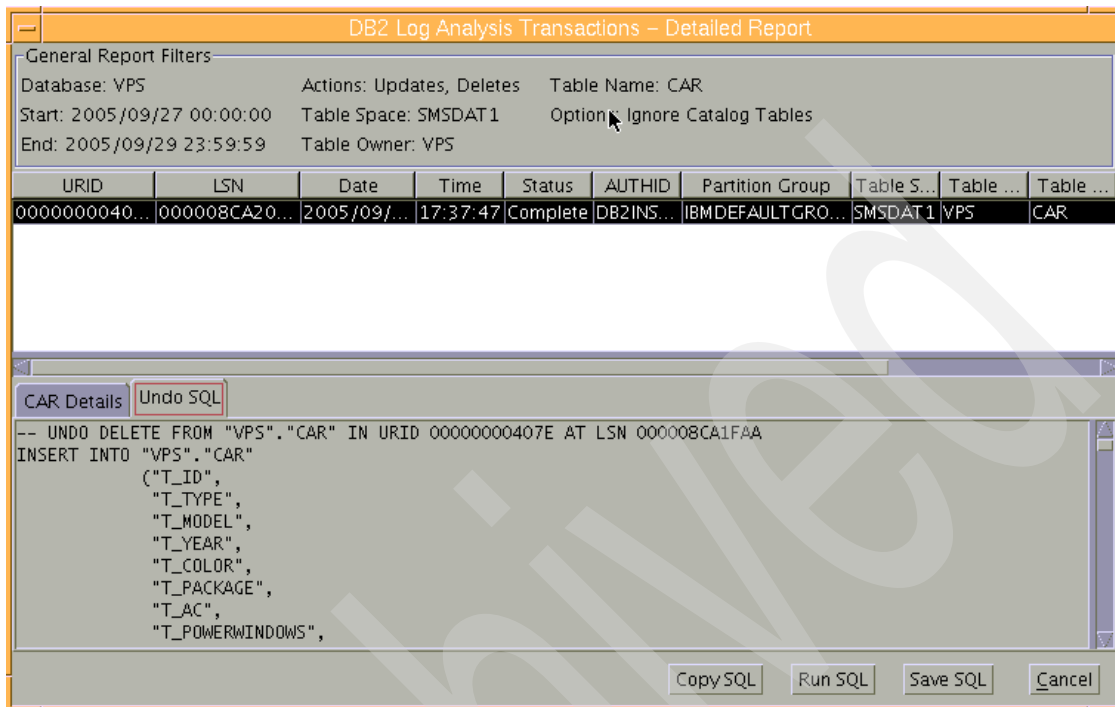 DB2 Log Analysis Transactions – Detailed Report
General Report Filters
Database: VPS Actions: Updates, Deletes Table Name: CAR
Start: 2005/09/27 00:00:00 Table Space: SMSDAT1 Option: Ignore Catalog Tables
End: 2005/09/29 23:59:59 Table Owner: VPS
URID LSN Date Time Status AUTHID Partition Group Table S... Table ... Table ...
0000000040... 000008CA20... 2005/09/... 17:37:47 Complete DB2INS... IBMDEFAULTGRO... SMSDAT1 VPS CAR
CAR Details Undo SQL
-- UNDO DELETE FROM "VPS"."CAR" IN URID 00000000407E AT LSN 000008CA1FAA
INSERT INTO "VPS"."CAR"
("T_ID",
"T_TYPE",
"T_MODEL",
"T_YEAR",
"T_COLOR",
"T_PACKAGE",
"T_AC",
"T_POWERWINDOWS",
Copy SQL Run SQL Save SQL Cancel